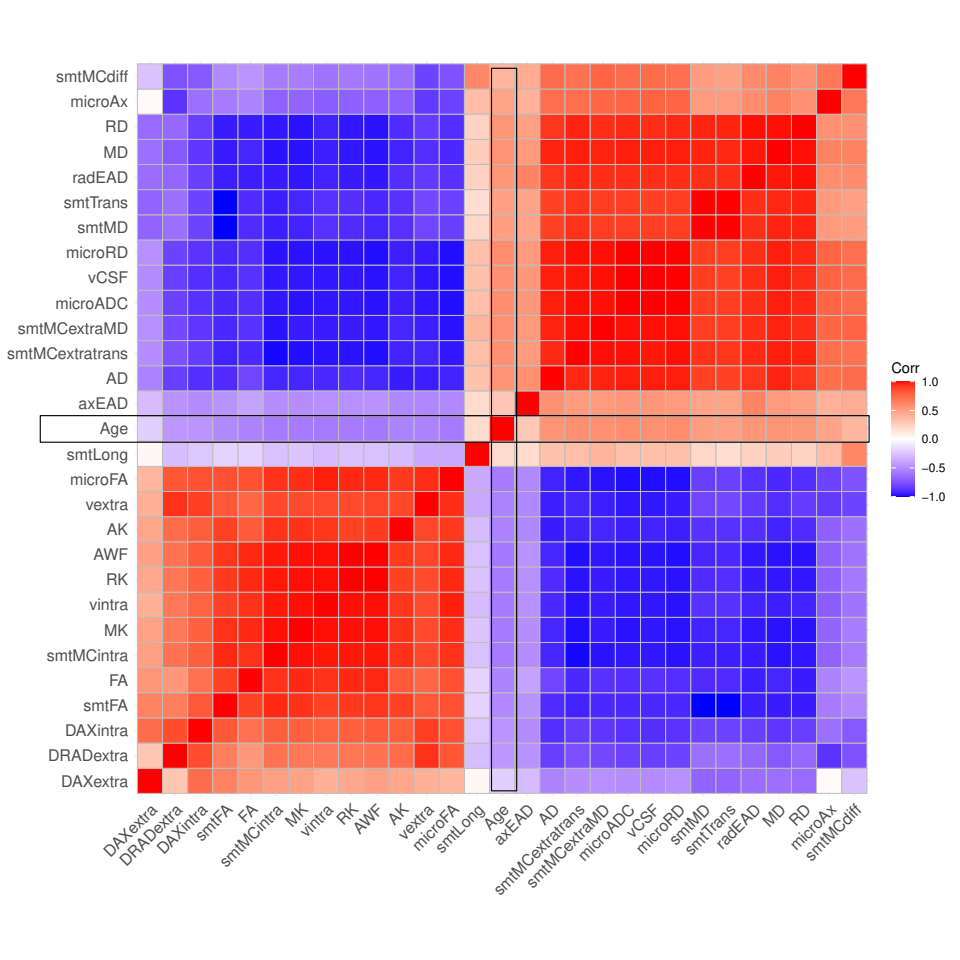 smtMCdiff
microAx
RD
MD
radEAD
smtTrans
smtMD
microRD
vCSF
microADC
smtMCextraMD
smtMCextratrans
AD
axEAD
Age
smtLong
microFA
vextra
AK
AWF
RK
vintra
MK
smtMCintra
FA
smtFA
DAXintra
DRADextra
DAXextra
Corr
1.0
0.5
0.0
−0.5
−1.0
DAXextra
DRADextra
DAXintra
smtFA
FA
smtMCintra
MK
vintra
RK
AWF
AK
vextra
microFA
smtLong
Age
axEAD
AD
smtMCextratrans
smtMCextraMD
microADC
vCSF
microRD
smtMD
smtTrans
radEAD
MD
RD
microAx
smtMCdiff